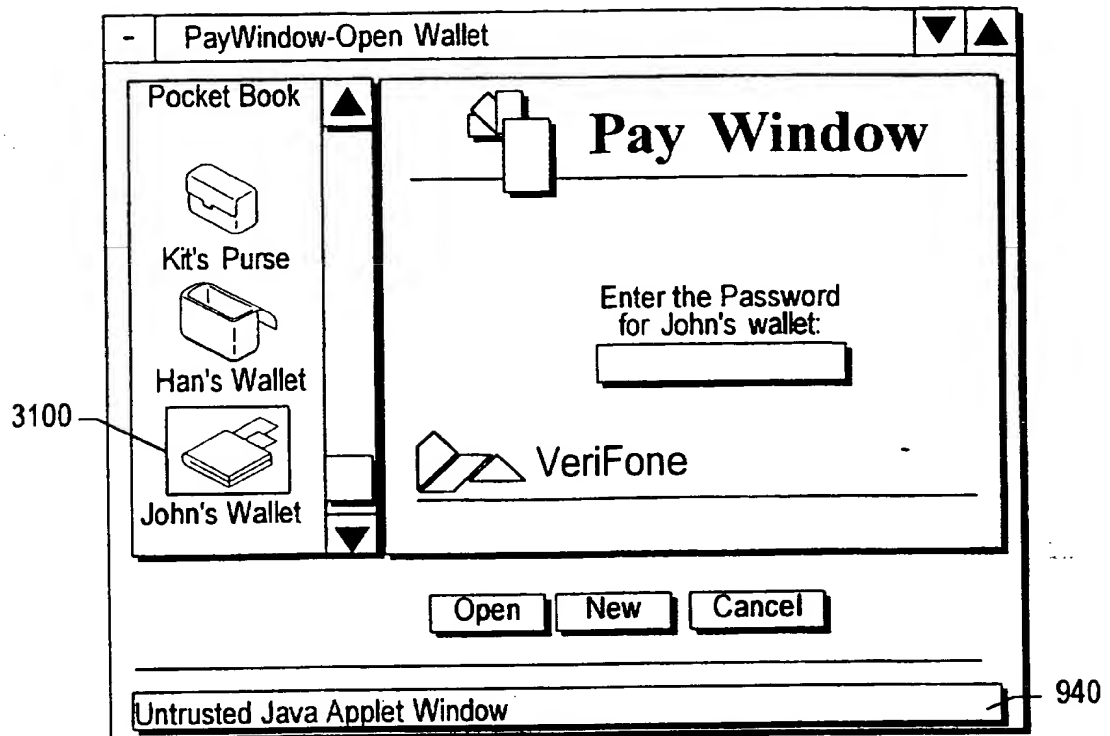 - PayWindow-Open Wallet
Pocket Book
Kit's Purse
Han's Wallet
3100
John's Wallet
Pay Window
Enter the Password
for John's wallet:
VeriFone
Open New Cancel
Untrusted Java Applet Window
940